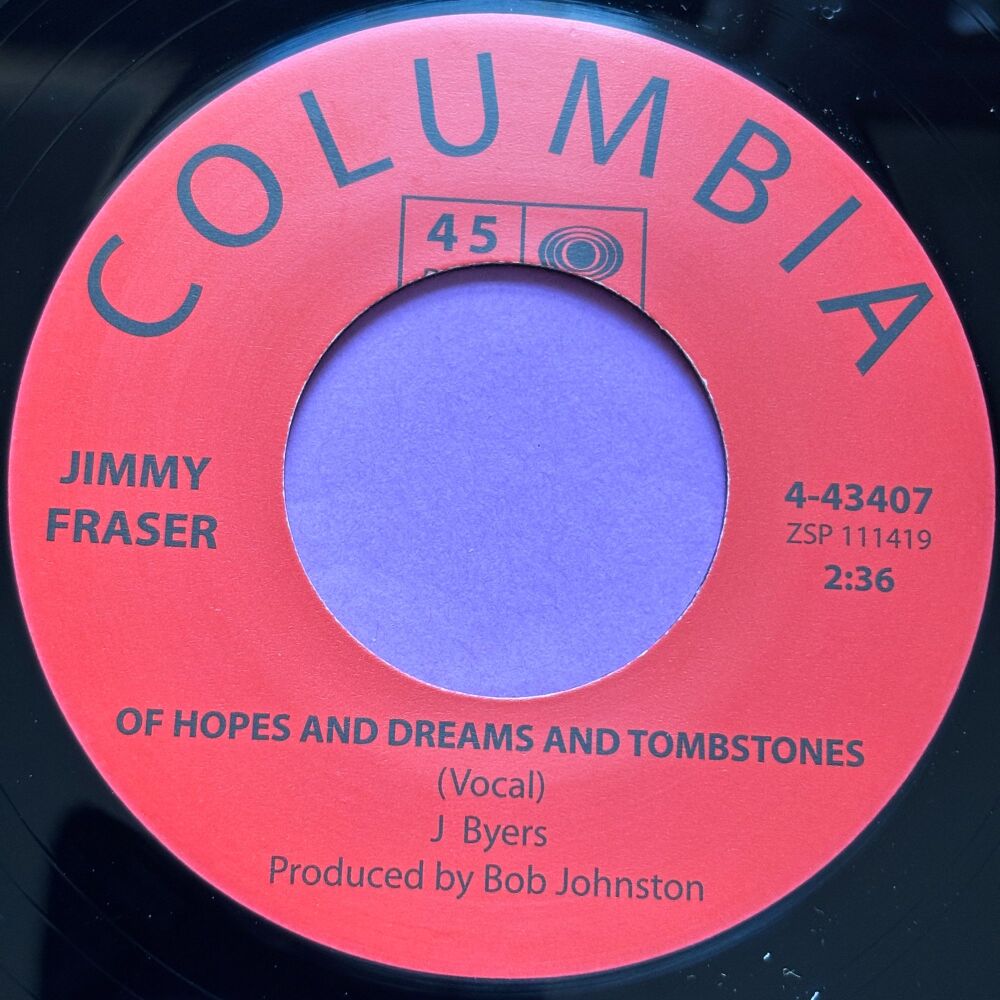 COLUMBIA
45
JIMMY
FRASER
4-43407
ZSP 111419
2:36
OF HOPES AND DREAMS AND TOMBSTONES
(Vocal)
J Byers
Produced by Bob Johnston